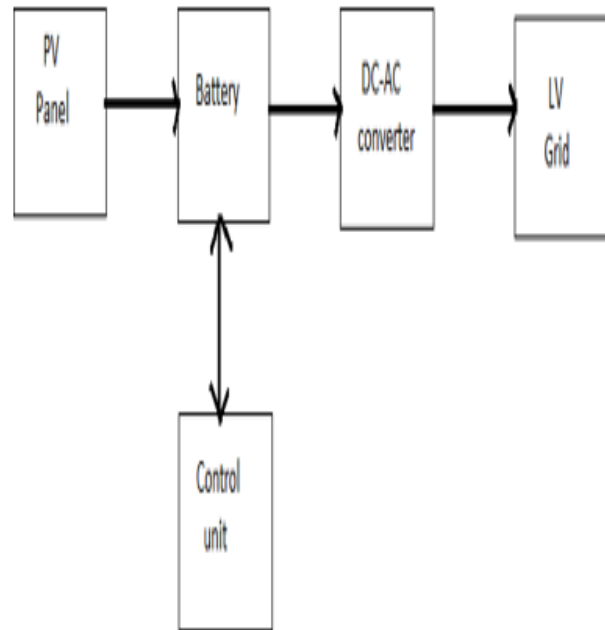 PV
Panel
Battery
DC-AC
converter
LV
Grid
Control
unit